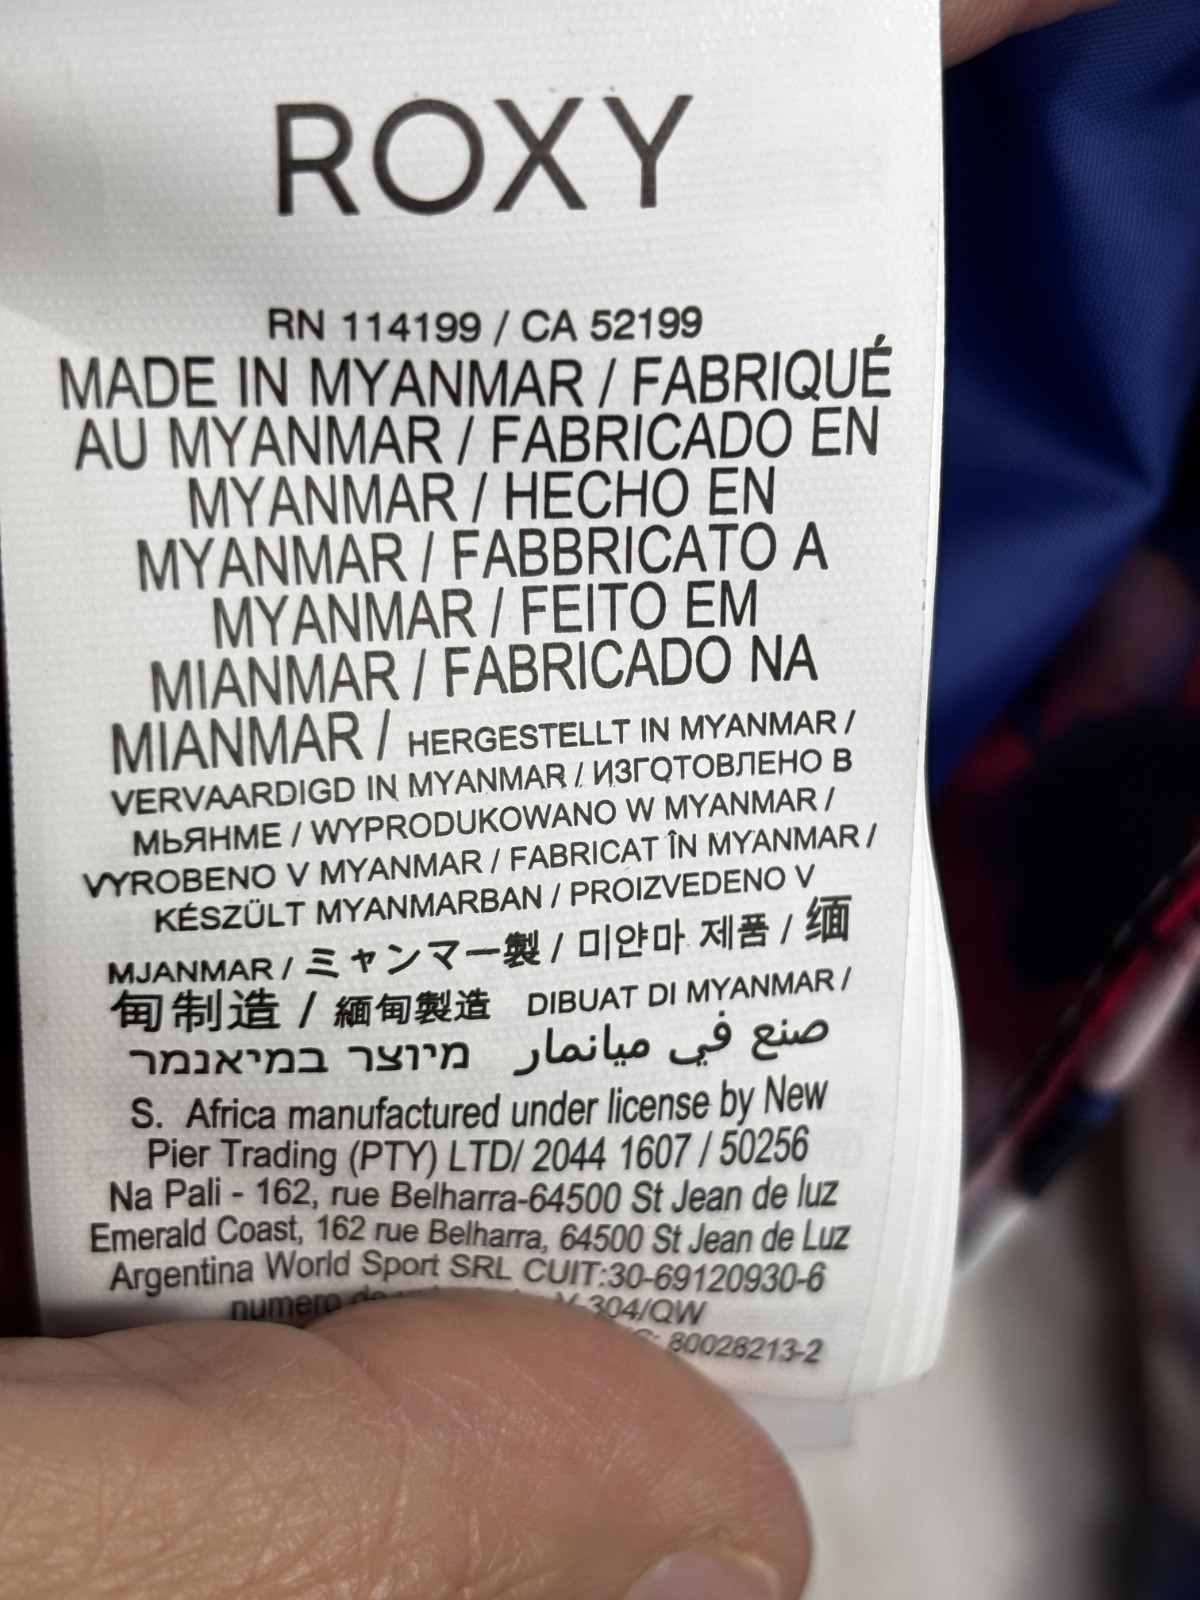 ROXY
RN 114199 / CA 52199
MADE IN MYANMAR / FABRIQUÉ
AU MYANMAR / FABRICADO EN
MYANMAR / HECHO EN
MYANMAR / FABBRICATO A
MYANMAR / FEITO EM
MIANMAR / FABRICADO NA
MIANMAR / HERGESTELLT IN MYANMAR /
VERVAARDIGD IN MYANMAR / ИЗГОТОВЛЕНО В
МЬЯНМЕ / WYPRODUKOWANO W MYANMAR /
VYROBENO V MYANMAR / FABRICAT ÎN MYANMAR /
KÉSZÜLT MYANMARBAN / PROIZVEDENO V
MJANMAR / ミャンマー製 / 미얀마 제품 / 缅
甸制造 / 緬甸製造 DIBUAT DI MYANMAR /
מיוצר במיאנמר صنع في ميانمار
S. Africa manufactured under license by New
Pier Trading (PTY) LTD/ 2044 1607 / 50256
Na Pali - 162, rue Belharra-64500 St Jean de luz
Emerald Coast, 162 rue Belharra, 64500 St Jean de Luz
Argentina World Sport SRL CUIT:30-69120930-6
numero 304/QW
80028213-2